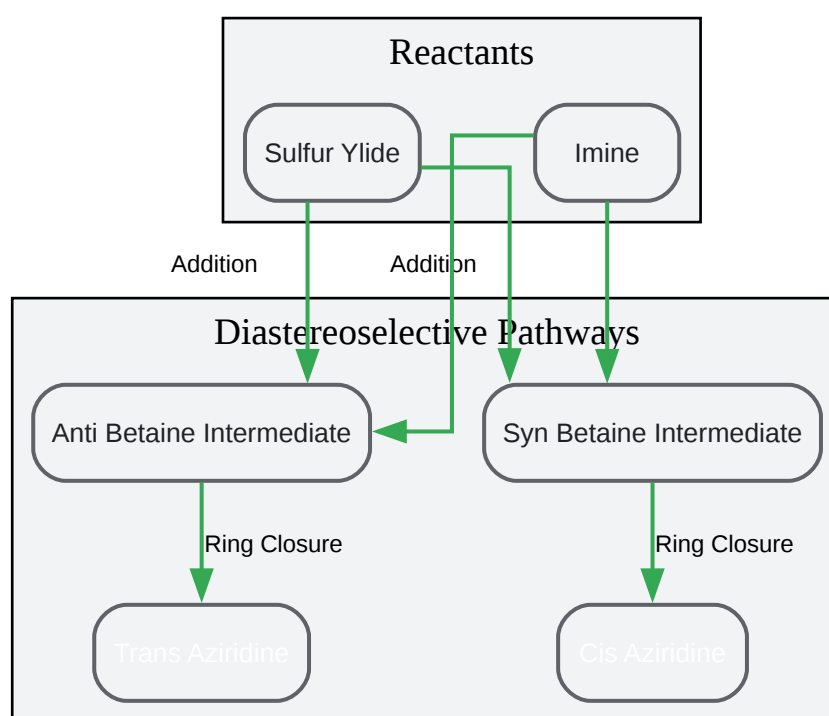 Reactants
Sulfur Ylide
Imine
Addition
Addition
Diastereoselective Pathways
Anti Betaine Intermediate
Syn Betaine Intermediate
Ring Closure
Ring Closure
Trans Aziridine
Cis Aziridine